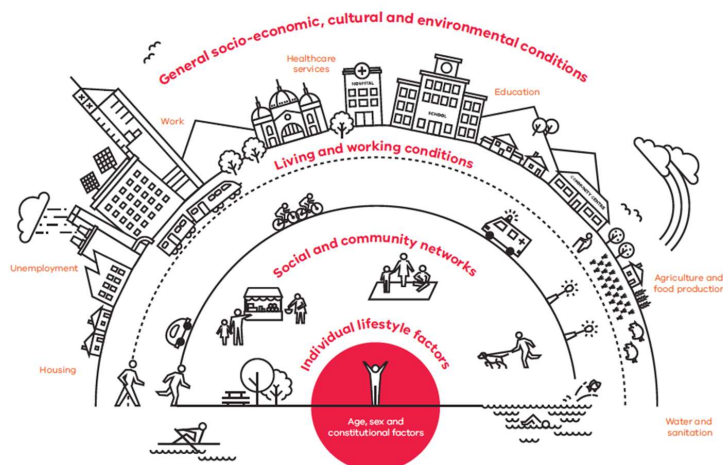 General socio-economic, cultural and environmental conditions
Healthcare
services
Education
Work
HOSPITAL
SCHOOL
Living and working conditions
COMMUNITY CENTRE
Social and community networks
Unemployment
Agriculture and
food production
Individual lifestyle factors
Housing
Age, sex and
constitutional factors
Water and
sanitation